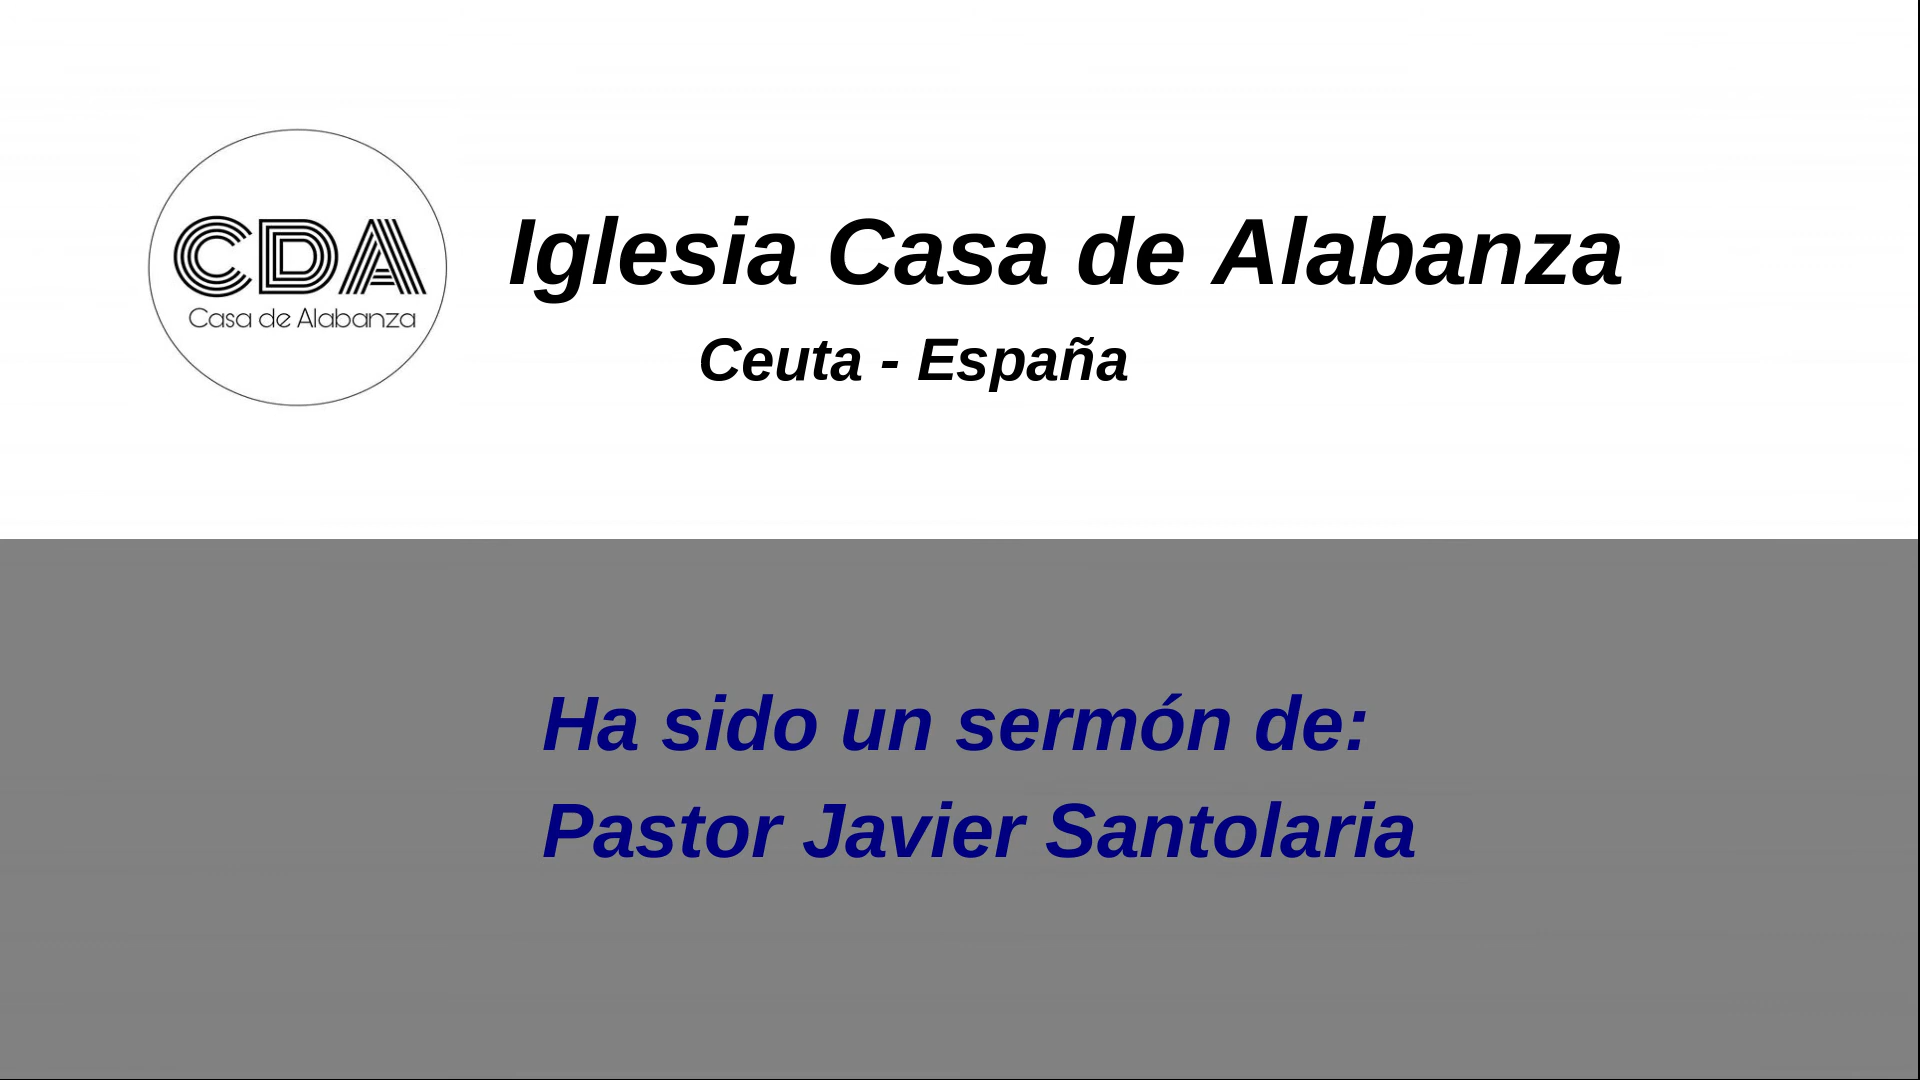 CDA
Casa de Alabanza
Iglesia Casa de Alabanza
Ceuta - España
Ha sido un sermón de:
Pastor Javier Santolaria